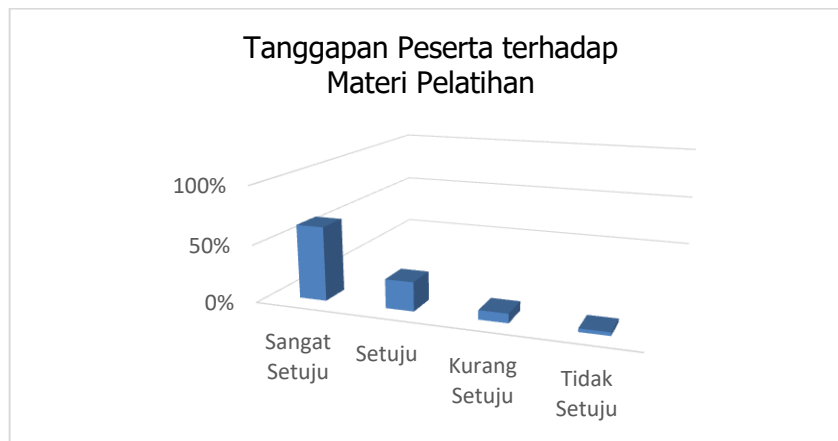 Tanggapan Peserta terhadap
Materi Pelatihan
100%
50%
0%
Sangat
Setuju
Setuju
Kurang
Setuju
Tidak
Setuju